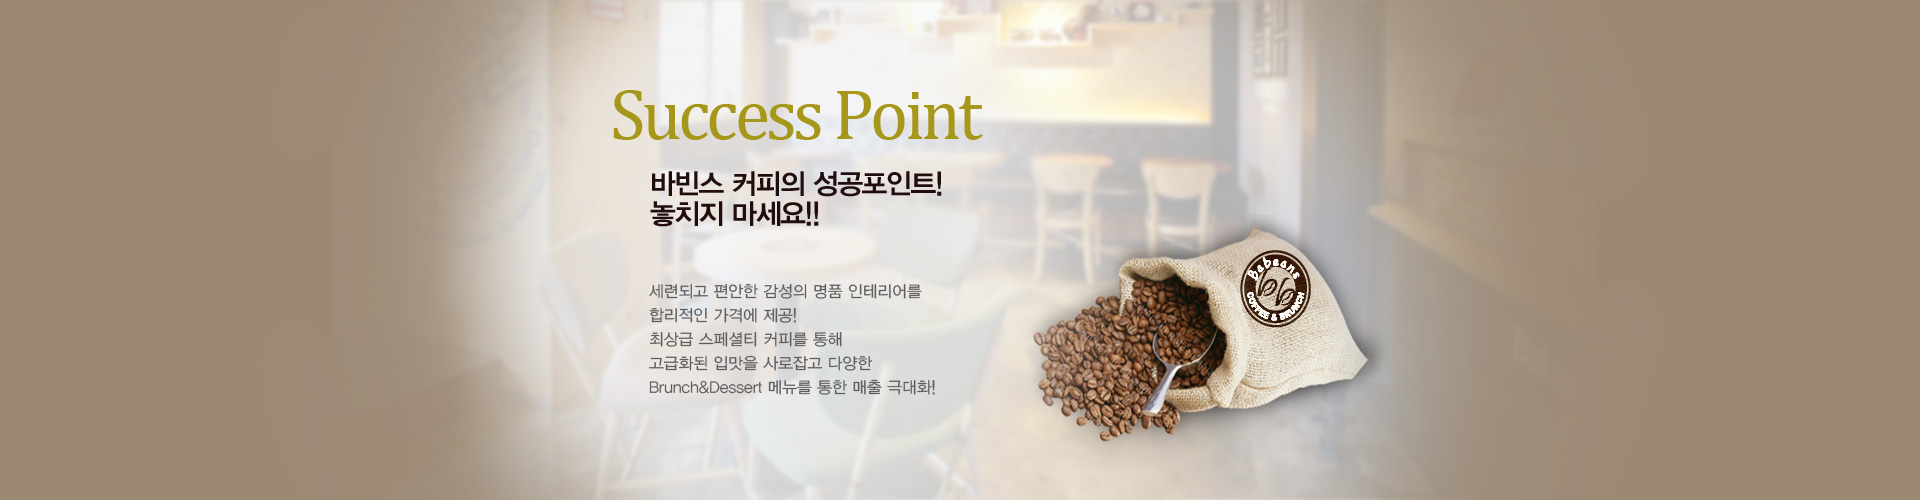 Success Point
바빈스 커피의 성공포인트!
놓치지 마세요!!
세련되고 편안한 감성의 명품 인테리어를
합리적인 가격에 제공!
최상급 스페셜티 커피를 통해
고급화된 입맛을 사로잡고 다양한
Brunch&Dessert 메뉴를 통한 매출 극대화!
Babeans
COFFEE & BRUNCH